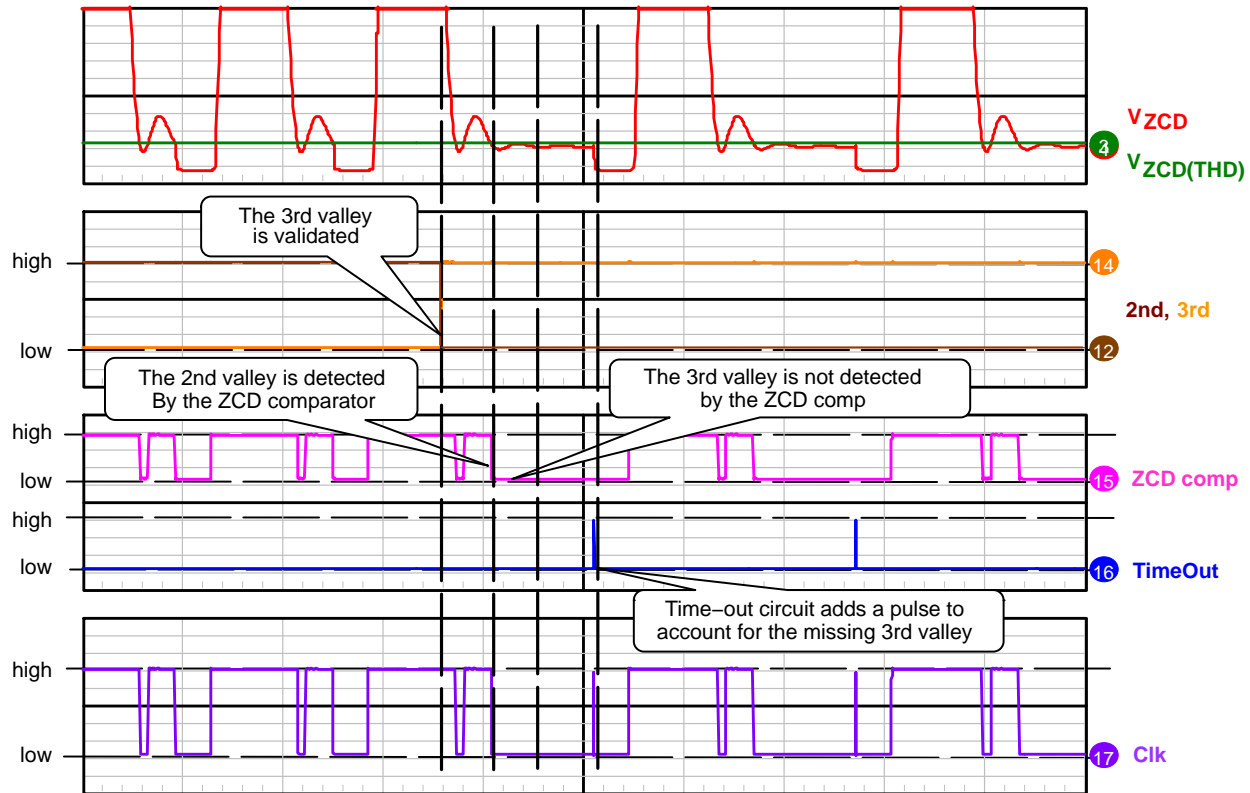 VZCD
3
4
VZCD(THD)
The 3rd valley
is validated
high
14
2nd, 3rd
low
12
The 2nd valley is detected
By the ZCD comparator
The 3rd valley is not detected
by the ZCD comp
high
low
15 ZCD comp
high
low
16 TimeOut
Time−out circuit adds a pulse to
account for the missing 3rd valley
high
low
17 Clk